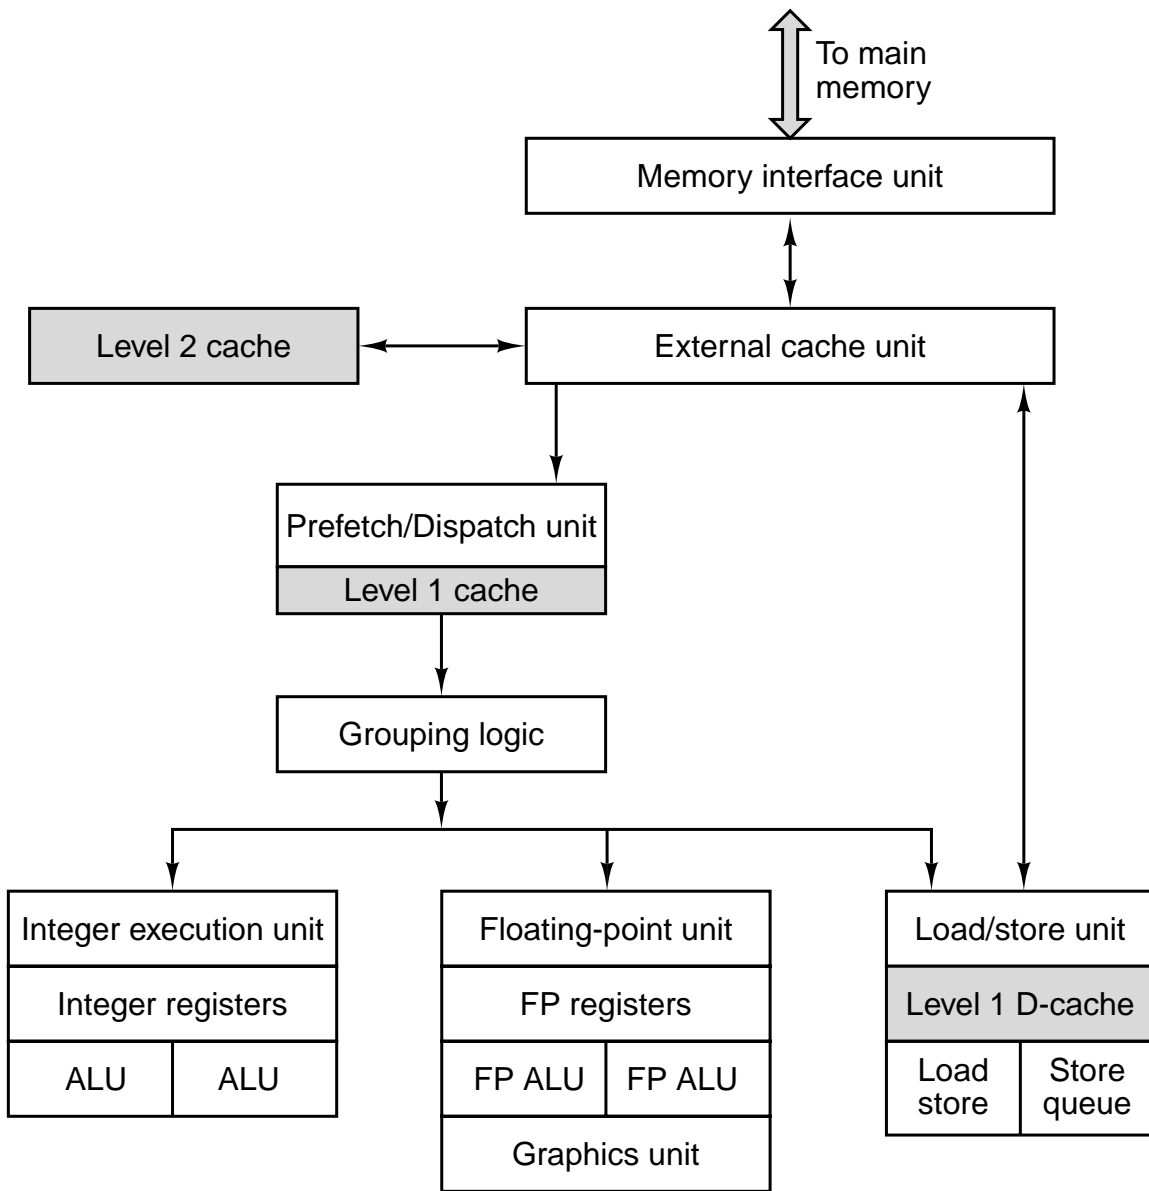 To main
memory
Memory interface unit
Level 2 cache
External cache unit
Prefetch/Dispatch unit
Level 1 cache
Grouping logic
Integer execution unit
Floating-point unit
Load/store unit
Integer registers
FP registers
Level 1 D-cache
ALU
ALU
FP ALU
FP ALU
Load
store
Store
queue
Graphics unit